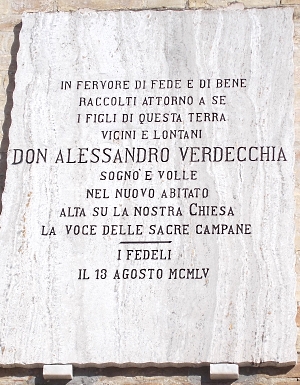 IN FERVORE DI FEDE E DI BENE
RACCOLTI ATTORNO A SE
I FIGLI DI QUESTA TERRA
VICINI E LONTANI
DON ALESSANDRO VERDECCHIA
SOGNO' E VOLLE
NEL NUOVO ABITATO
ALTA SU LA NOSTRA CHIESA
LA VOCE DELLE SACRE CAMPANE
I FEDELI
IL 13 AGOSTO MCMLV